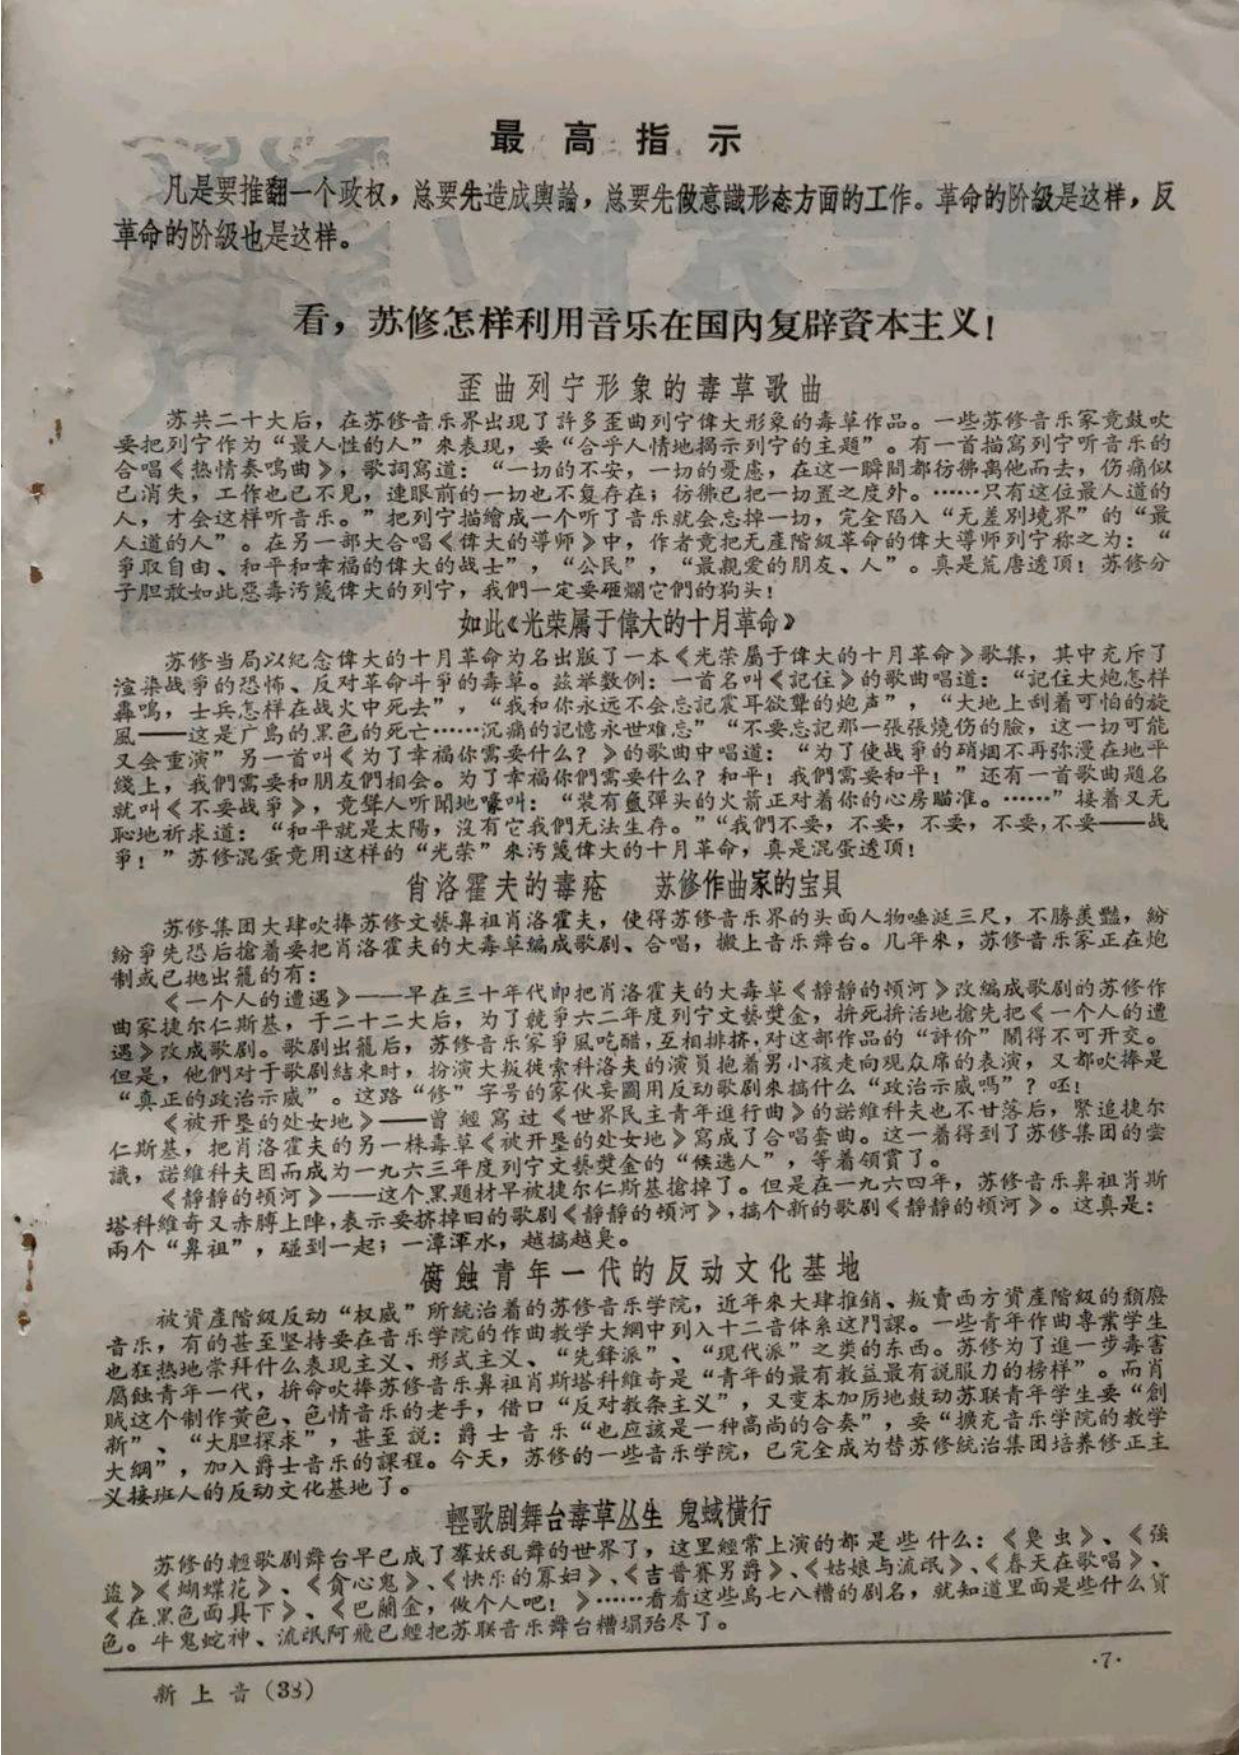 最高指示
凡是要推翻一个政权，总要先造成舆論，总要先做意識形态方面的工作。革命的阶級是这样，反
革命的阶級也是这样。
看，苏修怎样利用音乐在国内复辟資本主义！
歪曲列宁形象的毒草歌曲
苏共二十大后，在苏修音乐界出現了許多歪曲列宁偉大形象的毒草作品。一些苏修音乐家竟鼓吹
要把列宁作为“最人性的人”来表現，要“合乎人情地揭示列宁的主題”。有一首描寫列宁听音乐的
合唱《热情奏鳴曲》，歌詞寫道：“一切的不安，一切的憂慮，在这一瞬間都彷彿离他而去，伤痛似
已消失，工作也已不見，連眼前的一切也不复存在；彷彿已把一切置之度外。……只有这位最人道的
人，才会这样听音乐。”把列宁描繪成一个听了音乐就会忘掉一切，完全陷入“无差別境界”的“最
人道的人”。在另一部大合唱《偉大的導师》中，作者竟把无產階級革命的偉大導师列宁称之为：“
爭取自由、和平和幸福的偉大的战士”，“公民”，“最親爱的朋友、人”。真是荒唐透頂！苏修分
子胆敢如此惡毒汚蔑偉大的列宁，我們一定要砸爛它們的狗头！
如此《光荣属于偉大的十月革命》
苏修当局以紀念偉大的十月革命为名出版了一本《光荣屬于偉大的十月革命》歌集，其中充斥了
渲染战爭的恐怖、反对革命斗爭的毒草。茲举数例：一首名叫《記住》的歌曲唱道：“記住大炮怎样
轟鳴，士兵怎样在战火中死去”，“我和你永远不会忘記震耳欲聾的炮声”，“大地上刮着可怕的旋
風——这是广島的黑色的死亡……沉痛的記憶永世难忘”“不要忘記那一張張燒伤的臉，这一切可能
又会重演”另一首叫《为了幸福你需要什么？》的歌曲中唱道：“为了使战爭的硝烟不再弥漫在地平
綫上，我們需要和朋友們相会。为了幸福你們需要什么？和平！我們需要和平！”还有一首歌曲題名
就叫《不要战爭》，竟聳人听聞地嚎叫：“装有氫彈头的火箭正对着你的心房瞄准。……”接着又无
恥地祈求道：“和平就是太陽，沒有它我們无法生存。”“我們不要，不要，不要，不要，不要——战
爭！”苏修混蛋竟用这样的“光荣”来汚蔑偉大的十月革命，真是混蛋透頂！
肖洛霍夫的毒疮　苏修作曲家的宝貝
苏修集团大肆吹捧苏修文藝鼻祖肖洛霍夫，使得苏修音乐界的头面人物唾涎三尺，不勝羨豔，紛
紛爭先恐后搶着要把肖洛霍夫的大毒草編成歌剧、合唱，搬上音乐舞台。几年来，苏修音乐家正在炮
制或已抛出籠的有：
《一个人的遭遇》——早在三十年代即把肖洛霍夫的大毒草《靜靜的頓河》改編成歌剧的苏修作
曲家捷尔仁斯基，于二十二大后，为了競爭六二年度列宁文藝獎金，拚死拚活地搶先把《一个人的遭
遇》改成歌剧。歌剧出籠后，苏修音乐家爭風吃醋，互相排挤，对这部作品的“評价”鬧得不可开交。
但是，他們对于歌剧結束时，扮演大叛徒索科洛夫的演員抱着男小孩走向观众席的表演，又都吹捧是
“真正的政治示威”。这路“修”字号的家伙妄圖用反动歌剧来搞什么“政治示威嗎”？呸！
《被开垦的处女地》——曾經寫过《世界民主青年進行曲》的諾維科夫也不甘落后，緊追捷尔
仁斯基，把肖洛霍夫的另一株毒草《被开垦的处女地》寫成了合唱套曲。这一着得到了苏修集团的尝
識，諾維科夫因而成为一九六三年度列宁文藝獎金的“候选人”，等着領賞了。
《靜靜的頓河》——这个黑題材早被捷尔仁斯基搶掉了。但是在一九六四年，苏修音乐鼻祖肖斯
塔科維奇又赤膊上陣，表示要挤掉旧的歌剧《靜靜的頓河》，搞个新的歌剧《靜靜的頓河》。这真是：
兩个“鼻祖”，碰到一起；一潭渾水，越搞越臭。
腐蝕青年一代的反动文化基地
被資產階級反动“权威”所統治着的苏修音乐学院，近年来大肆推銷、叛賣西方資產階級的頹廢
音乐，有的甚至坚持要在音乐学院的作曲教学大綱中列入十二音体系这門課。一些青年作曲專業学生
也狂热地崇拜什么表現主义、形式主义、“先鋒派”、“現代派”之类的东西。苏修为了進一步毒害
腐蝕青年一代，拚命吹捧苏修音乐鼻祖肖斯塔科維奇是“青年的最有教益最有說服力的榜样”。而肖
賊这个制作黃色、色情音乐的老手，借口“反对教条主义”，又变本加厉地鼓动苏联青年学生要“創
新”、“大胆探求”，甚至說：爵士音乐“也应該是一种高尚的合奏”，要“擴充音乐学院的教学
大綱”，加入爵士音乐的課程。今天，苏修的一些音乐学院，已完全成为替苏修統治集团培养修正主
义接班人的反动文化基地了。
輕歌剧舞台毒草丛生　鬼蜮横行
苏修的輕歌剧舞台早已成了羣妖乱舞的世界了，这里經常上演的都是些什么：《臭虫》、《强
盜》《蝴蝶花》、《貪心鬼》、《快乐的寡妇》、《吉普賽男爵》、《姑娘与流氓》、《春天在歌唱》、
《在黑色面具下》、《巴蘭金，做个人吧！》……看看这些烏七八糟的剧名，就知道里面是些什么貨
色。牛鬼蛇神、流氓阿飛已經把苏联音乐舞台糟塌殆尽了。
·7·
新上音(38)